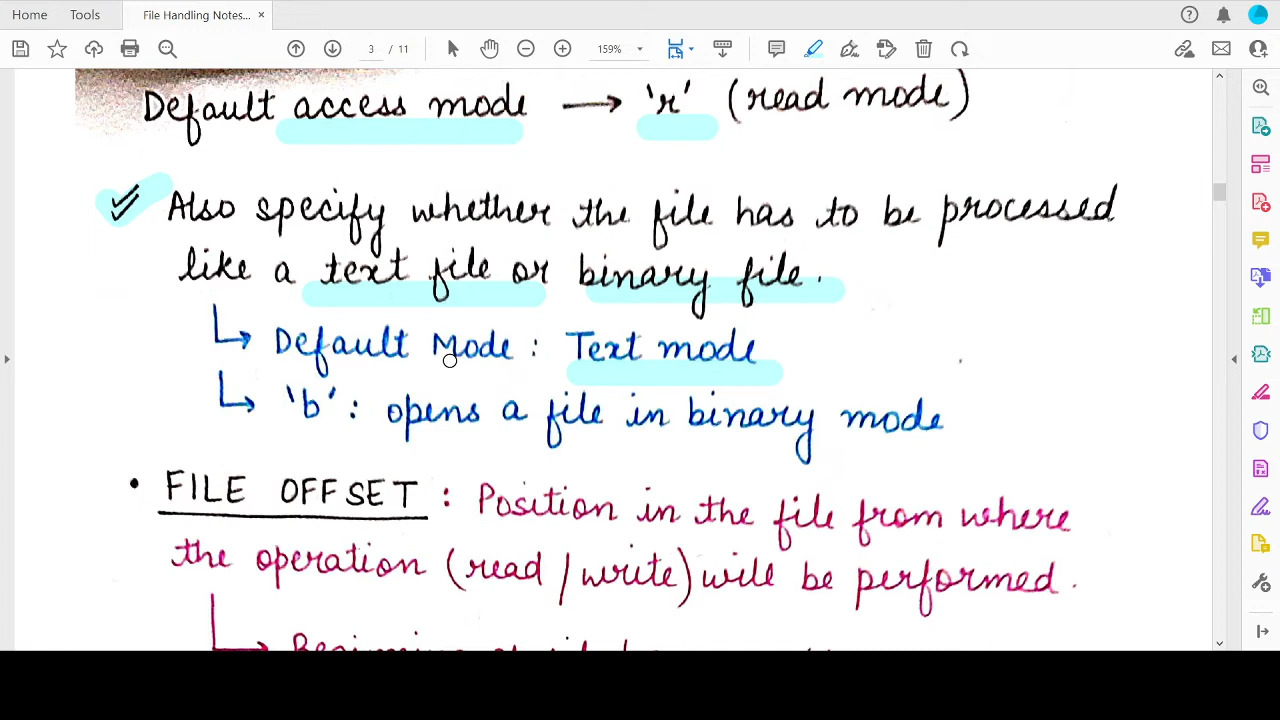 Home Tools File Handling Notes... ×
3 / 11 159%
Default access mode → 'r' (read mode)
Also specify whether the file has to be processed
like a text file or binary file.
↳ Default Mode : Text mode
↳ 'b' : opens a file in binary mode
• FILE OFFSET : Position in the file from where
the operation (read / write) will be performed.